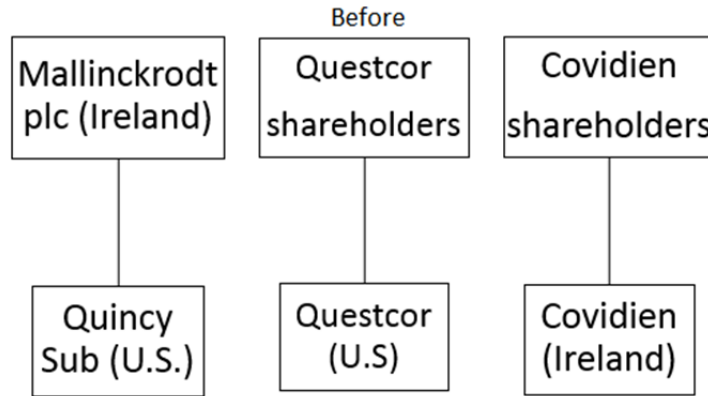 Before
Mallinckrodt
plc (Ireland)
Questcor
shareholders
Covidien
shareholders
Quincy
Sub (U.S.)
Questcor
(U.S)
Covidien
(Ireland)